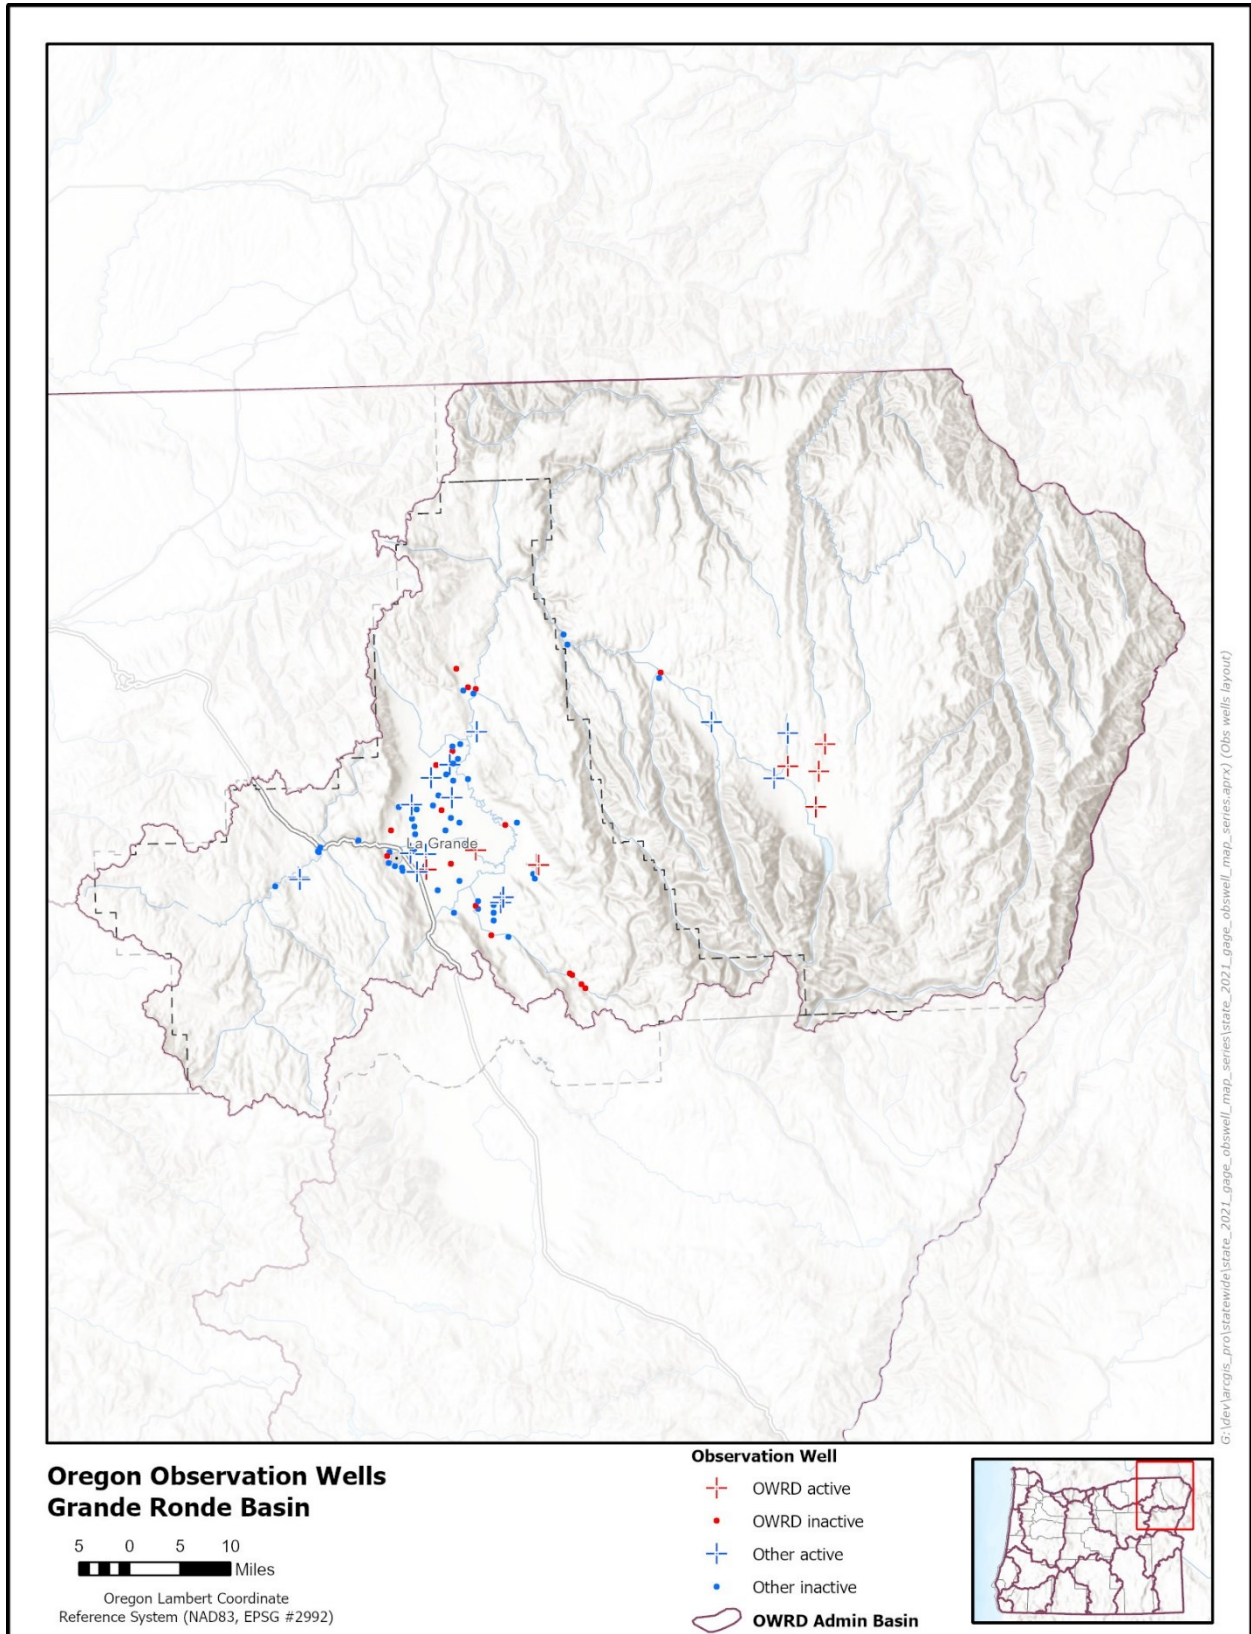 La Grande
G:\dev\arcgis_pro\statewide\state_2021_gage_obswell_map_series\state_2021_gage_obswell_map_series.aprx) (Obs wells layout)
Oregon Observation Wells
Grande Ronde Basin
5 0 5 10
Miles
Oregon Lambert Coordinate
Reference System (NAD83, EPSG #2992)
Observation Well
OWRD active
OWRD inactive
Other active
Other inactive
OWRD Admin Basin